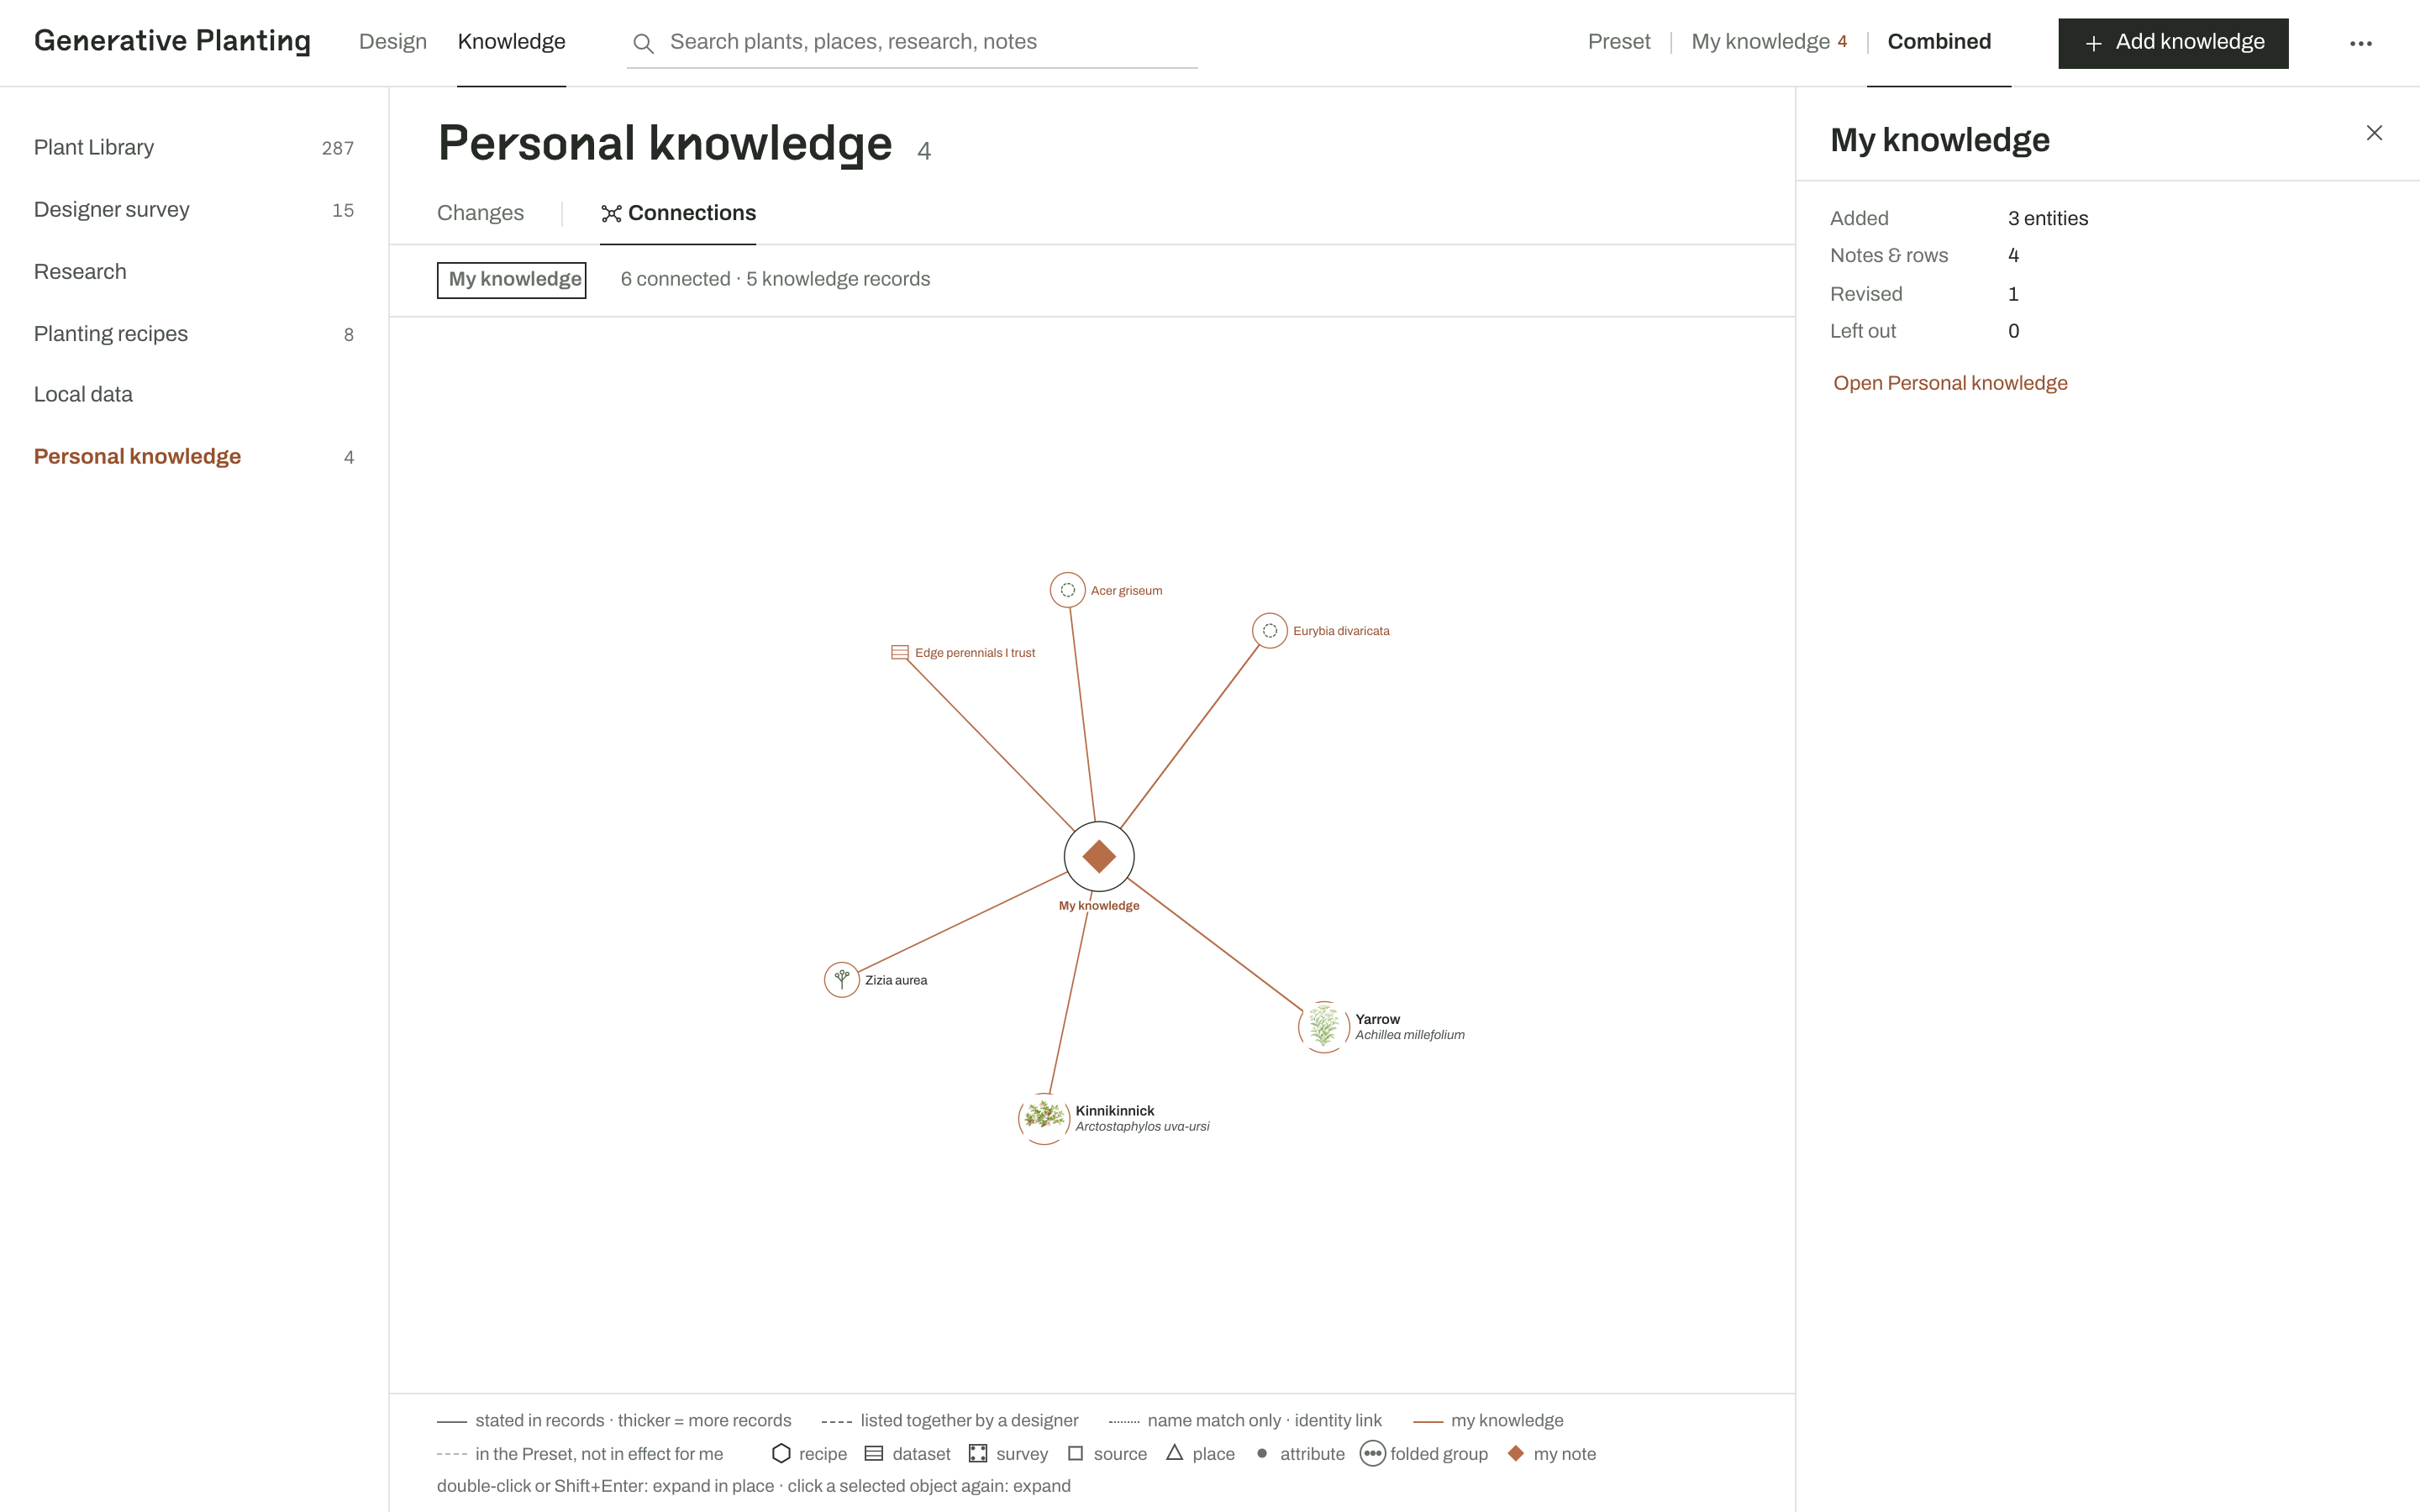 Generative Planting
Design
Knowledge
Search plants, places, research, notes
Preset
My knowledge 4
Combined
+ Add knowledge
Plant Library 287
Designer survey 15
Research
Planting recipes 8
Local data
Personal knowledge 4
Personal knowledge 4
Changes
Connections
My knowledge
6 connected · 5 knowledge records
Acer griseum
Eurybia divaricata
Edge perennials I trust
My knowledge
Zizia aurea
Yarrow
Achillea millefolium
Kinnikinnick
Arctostaphylos uva-ursi
stated in records · thicker = more records
listed together by a designer
name match only · identity link
my knowledge
in the Preset, not in effect for me
recipe
dataset
survey
source
place
attribute
folded group
my note
double-click or Shift+Enter: expand in place · click a selected object again: expand
My knowledge
Added 3 entities
Notes & rows 4
Revised 1
Left out 0
Open Personal knowledge